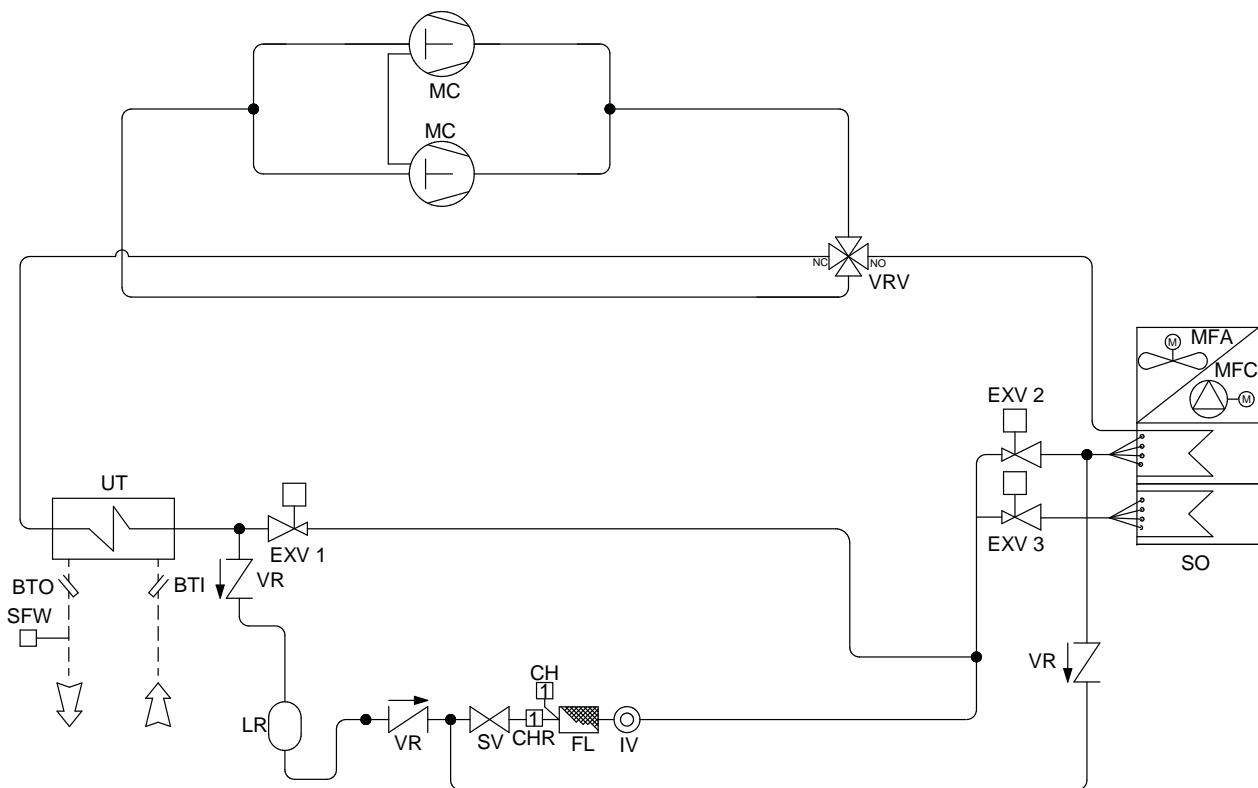 MC
MC
NC
NO
VRV
M
MFA
MFC
M
EXV 2
UT
EXV 1
EXV 3
SO
BTO
BTI
VR
SFW
VR
CH
1
LR
1
VR
SV
CHR
FL
IV